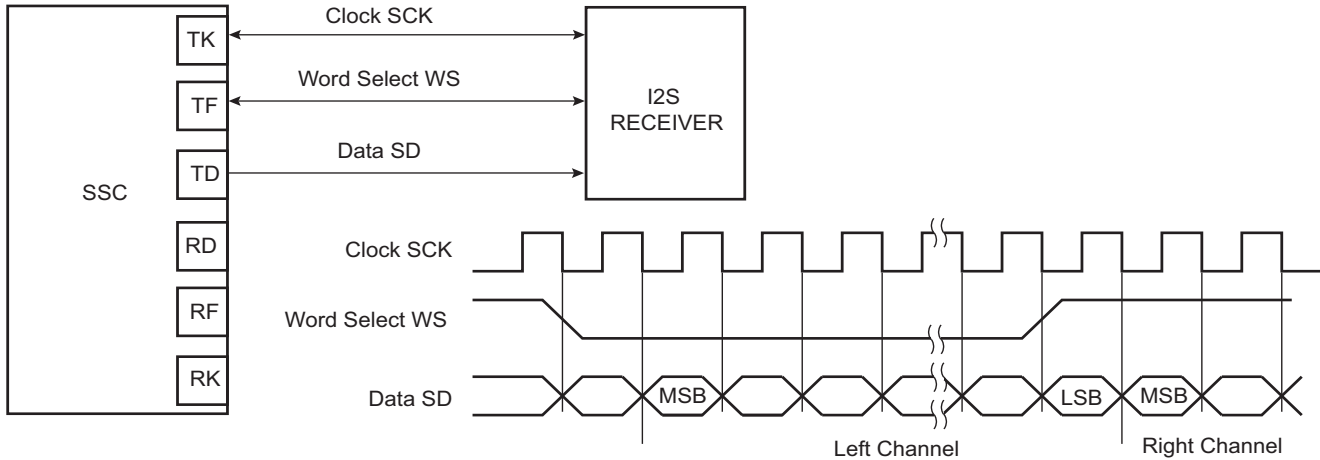 Clock SCK
TK
Word Select WS
TF
I2S
RECEIVER
Data SD
TD
SSC
RD
Clock SCK
RF
Word Select WS
RK
Data SD
MSB
LSB
MSB
Left Channel
Right Channel